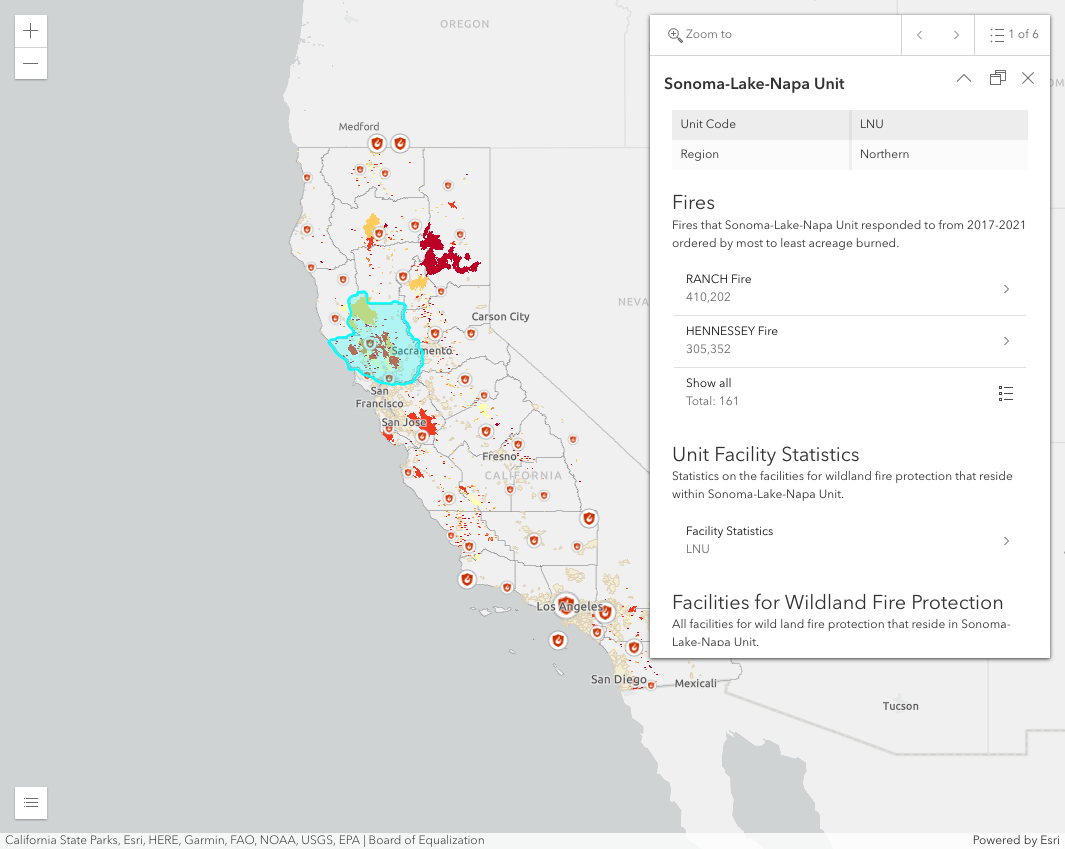 OREGON
Medford
NEVA
Carson City
Sacramento
San
Francisco
San Jose
Fresno
CALIFORNIA
Los Angeles
San Diego
Mexicali
Tucson
Zoom to
1 of 6
Sonoma-Lake-Napa Unit
Unit Code LNU
Region Northern
Fires
Fires that Sonoma-Lake-Napa Unit responded to from 2017-2021
ordered by most to least acreage burned.
RANCH Fire
410,202
HENNESSEY Fire
305,352
Show all
Total: 161
Unit Facility Statistics
Statistics on the facilities for wildland fire protection that reside
within Sonoma-Lake-Napa Unit.
Facility Statistics
LNU
Facilities for Wildland Fire Protection
All facilities for wild land fire protection that reside in Sonoma-
Lake-Napa Unit.
California State Parks, Esri, HERE, Garmin, FAO, NOAA, USGS, EPA | Board of Equalization
Powered by Esri